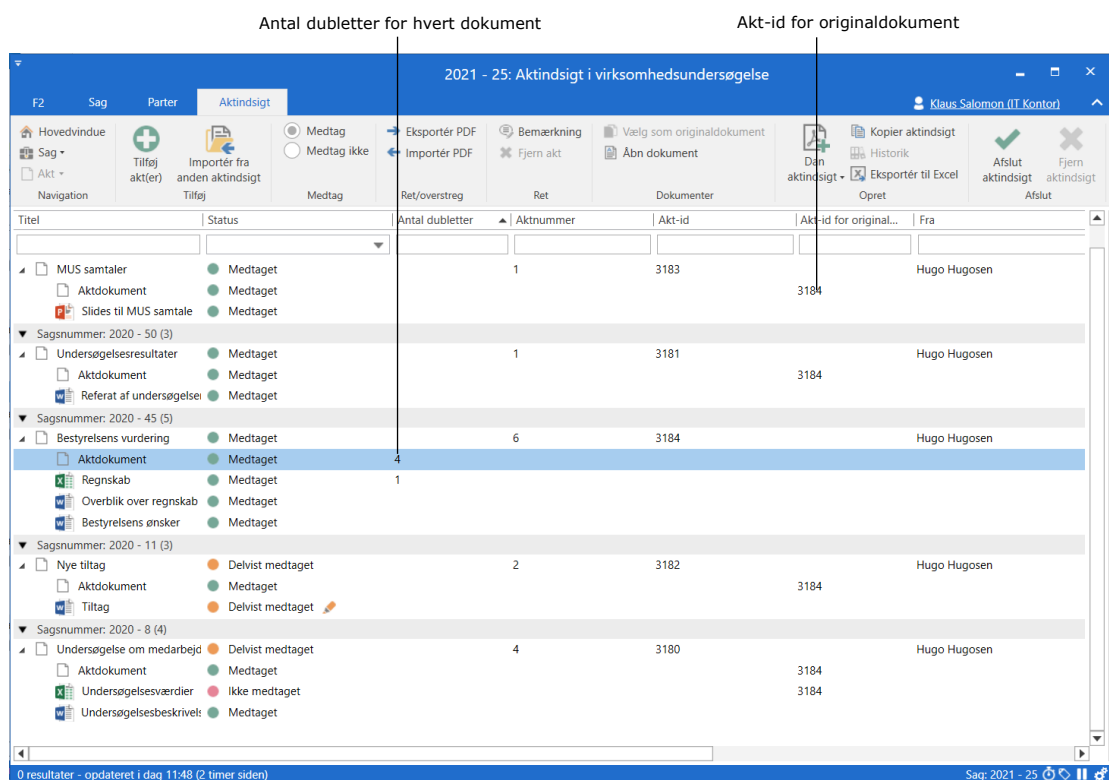 Antal dubletter for hvert dokument
Akt-id for originaldokument
2021 - 25: Aktindsigt i virksomhedsundersøgelse
F2 Sag Parter Aktindsigt Klaus Salomon (IT Kontor)
Hovedvindue Medtag Eksportér PDF Bemærkning Vælg som originaldokument Kopier aktindsigt
Sag Medtag ikke Importér PDF Fjern akt Åbn dokument Historik
Akt Tilføj akt(er) Importér fra anden aktindsigt Dan aktindsigt Eksportér til Excel Afslut aktindsigt Fjern aktindsigt
Navigation Tilføj Medtag Ret/overstreg Ret Dokumenter Opret Afslut
Titel Status Antal dubletter Aktnummer Akt-id Akt-id for original... Fra
MUS samtaler Medtaget 1 3183 Hugo Hugosen
Aktdokument Medtaget 3184
Slides til MUS samtale Medtaget
Sagsnummer: 2020 - 50 (3)
Undersøgelsesresultater Medtaget 1 3181 Hugo Hugosen
Aktdokument Medtaget 3184
Referat af undersøgelser Medtaget
Sagsnummer: 2020 - 45 (5)
Bestyrelsens vurdering Medtaget 6 3184 Hugo Hugosen
Aktdokument Medtaget 4
Regnskab Medtaget 1
Overblik over regnskab Medtaget
Bestyrelsens ønsker Medtaget
Sagsnummer: 2020 - 11 (3)
Nye tiltag Delvist medtaget 2 3182 Hugo Hugosen
Aktdokument Medtaget 3184
Tiltag Delvist medtaget
Sagsnummer: 2020 - 8 (4)
Undersøgelse om medarbejd Delvist medtaget 4 3180 Hugo Hugosen
Aktdokument Medtaget 3184
Undersøgelsesværdier Ikke medtaget 3184
Undersøgelsesbeskrivels Medtaget
0 resultater - opdateret i dag 11:48 (2 timer siden) Sag: 2021 - 25